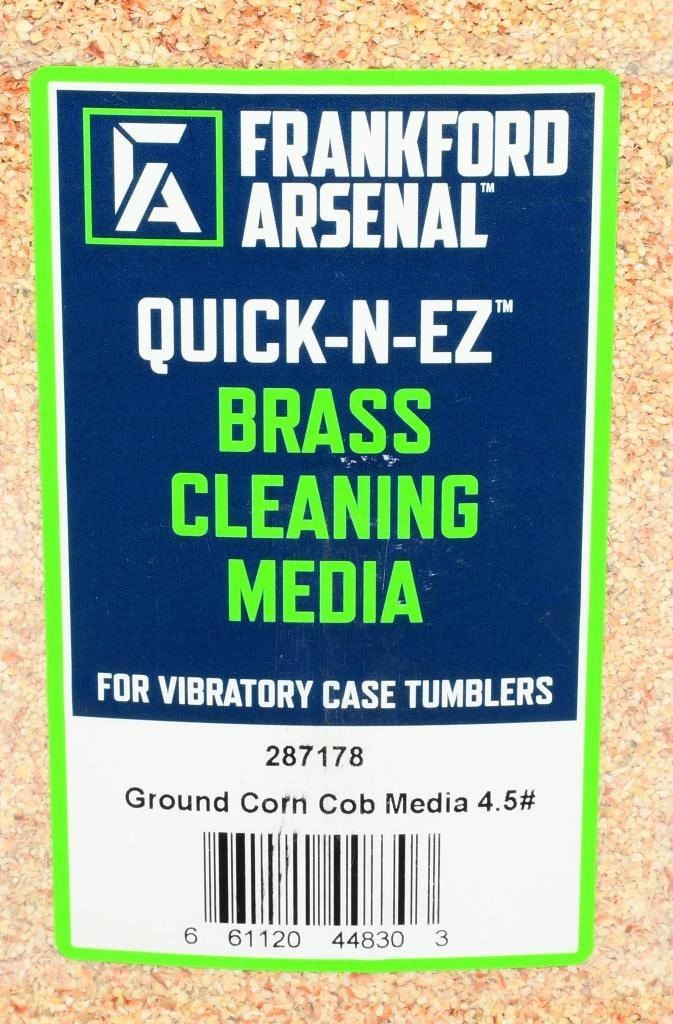 FA
FRANKFORD
ARSENAL™
QUICK-N-EZ™
BRASS
CLEANING
MEDIA
FOR VIBRATORY CASE TUMBLERS
287178
Ground Corn Cob Media 4.5#
6 61120 44830 3